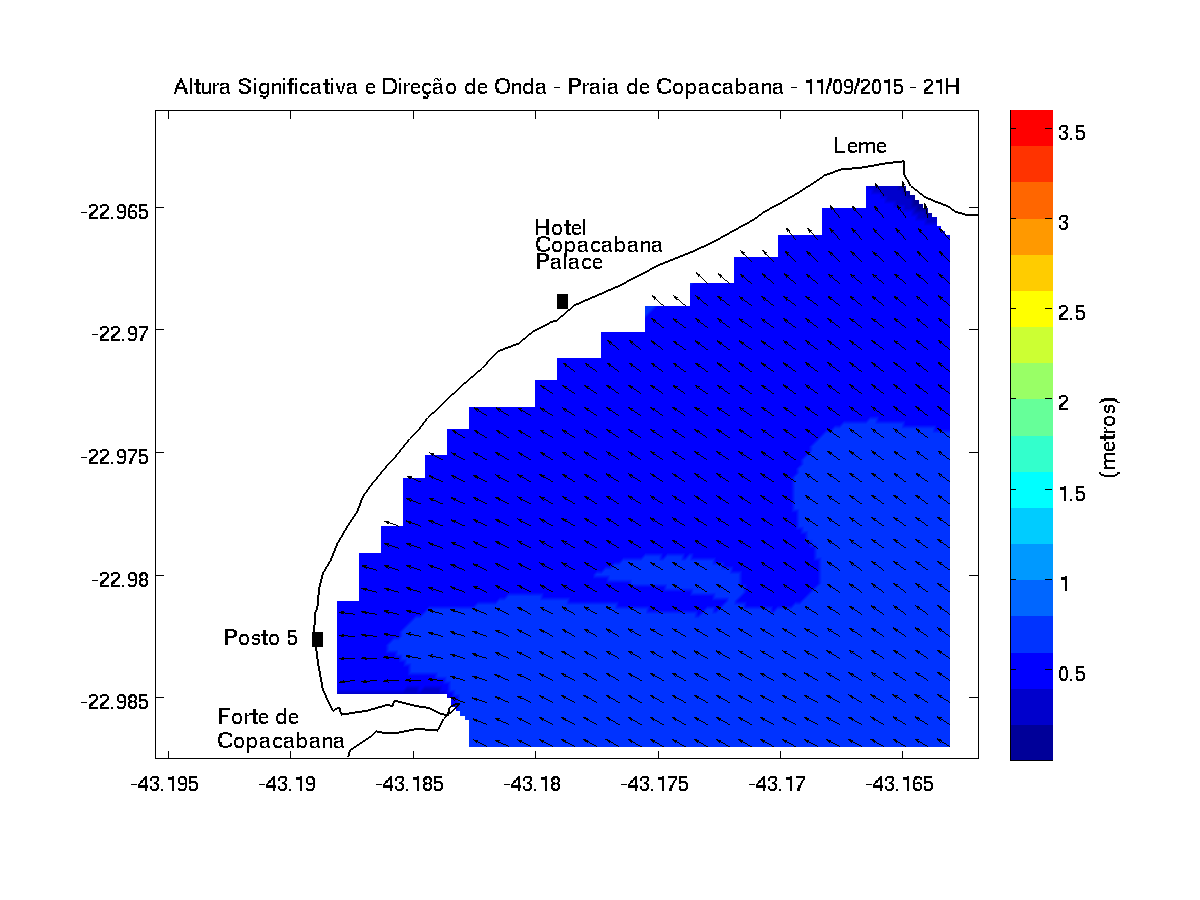 Altura Significativa e Direção de Onda - Praia de Copacabana - 11/09/2015 - 21H
Leme
Hotel
Copacabana
Palace
Posto 5
Forte de
Copacabana
-22.965
-22.97
-22.975
-22.98
-22.985
-43.195
-43.19
-43.185
-43.18
-43.175
-43.17
-43.165
3.5
3
2.5
2
1.5
1
0.5
(metros)